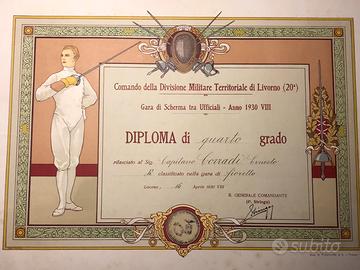 Comando della Divisione Militare Territoriale di Livorno (20ª)
Gara di Scherma tra Ufficiali - Anno 1930 VIII
DIPLOMA di quarto grado
rilasciato al Sig. Capitano Corradi Ernesto
4° classificato nella gara di fioretto
Livorno, 16 Aprile 1930 VIII
IL GENERALE COMANDANTE
subito